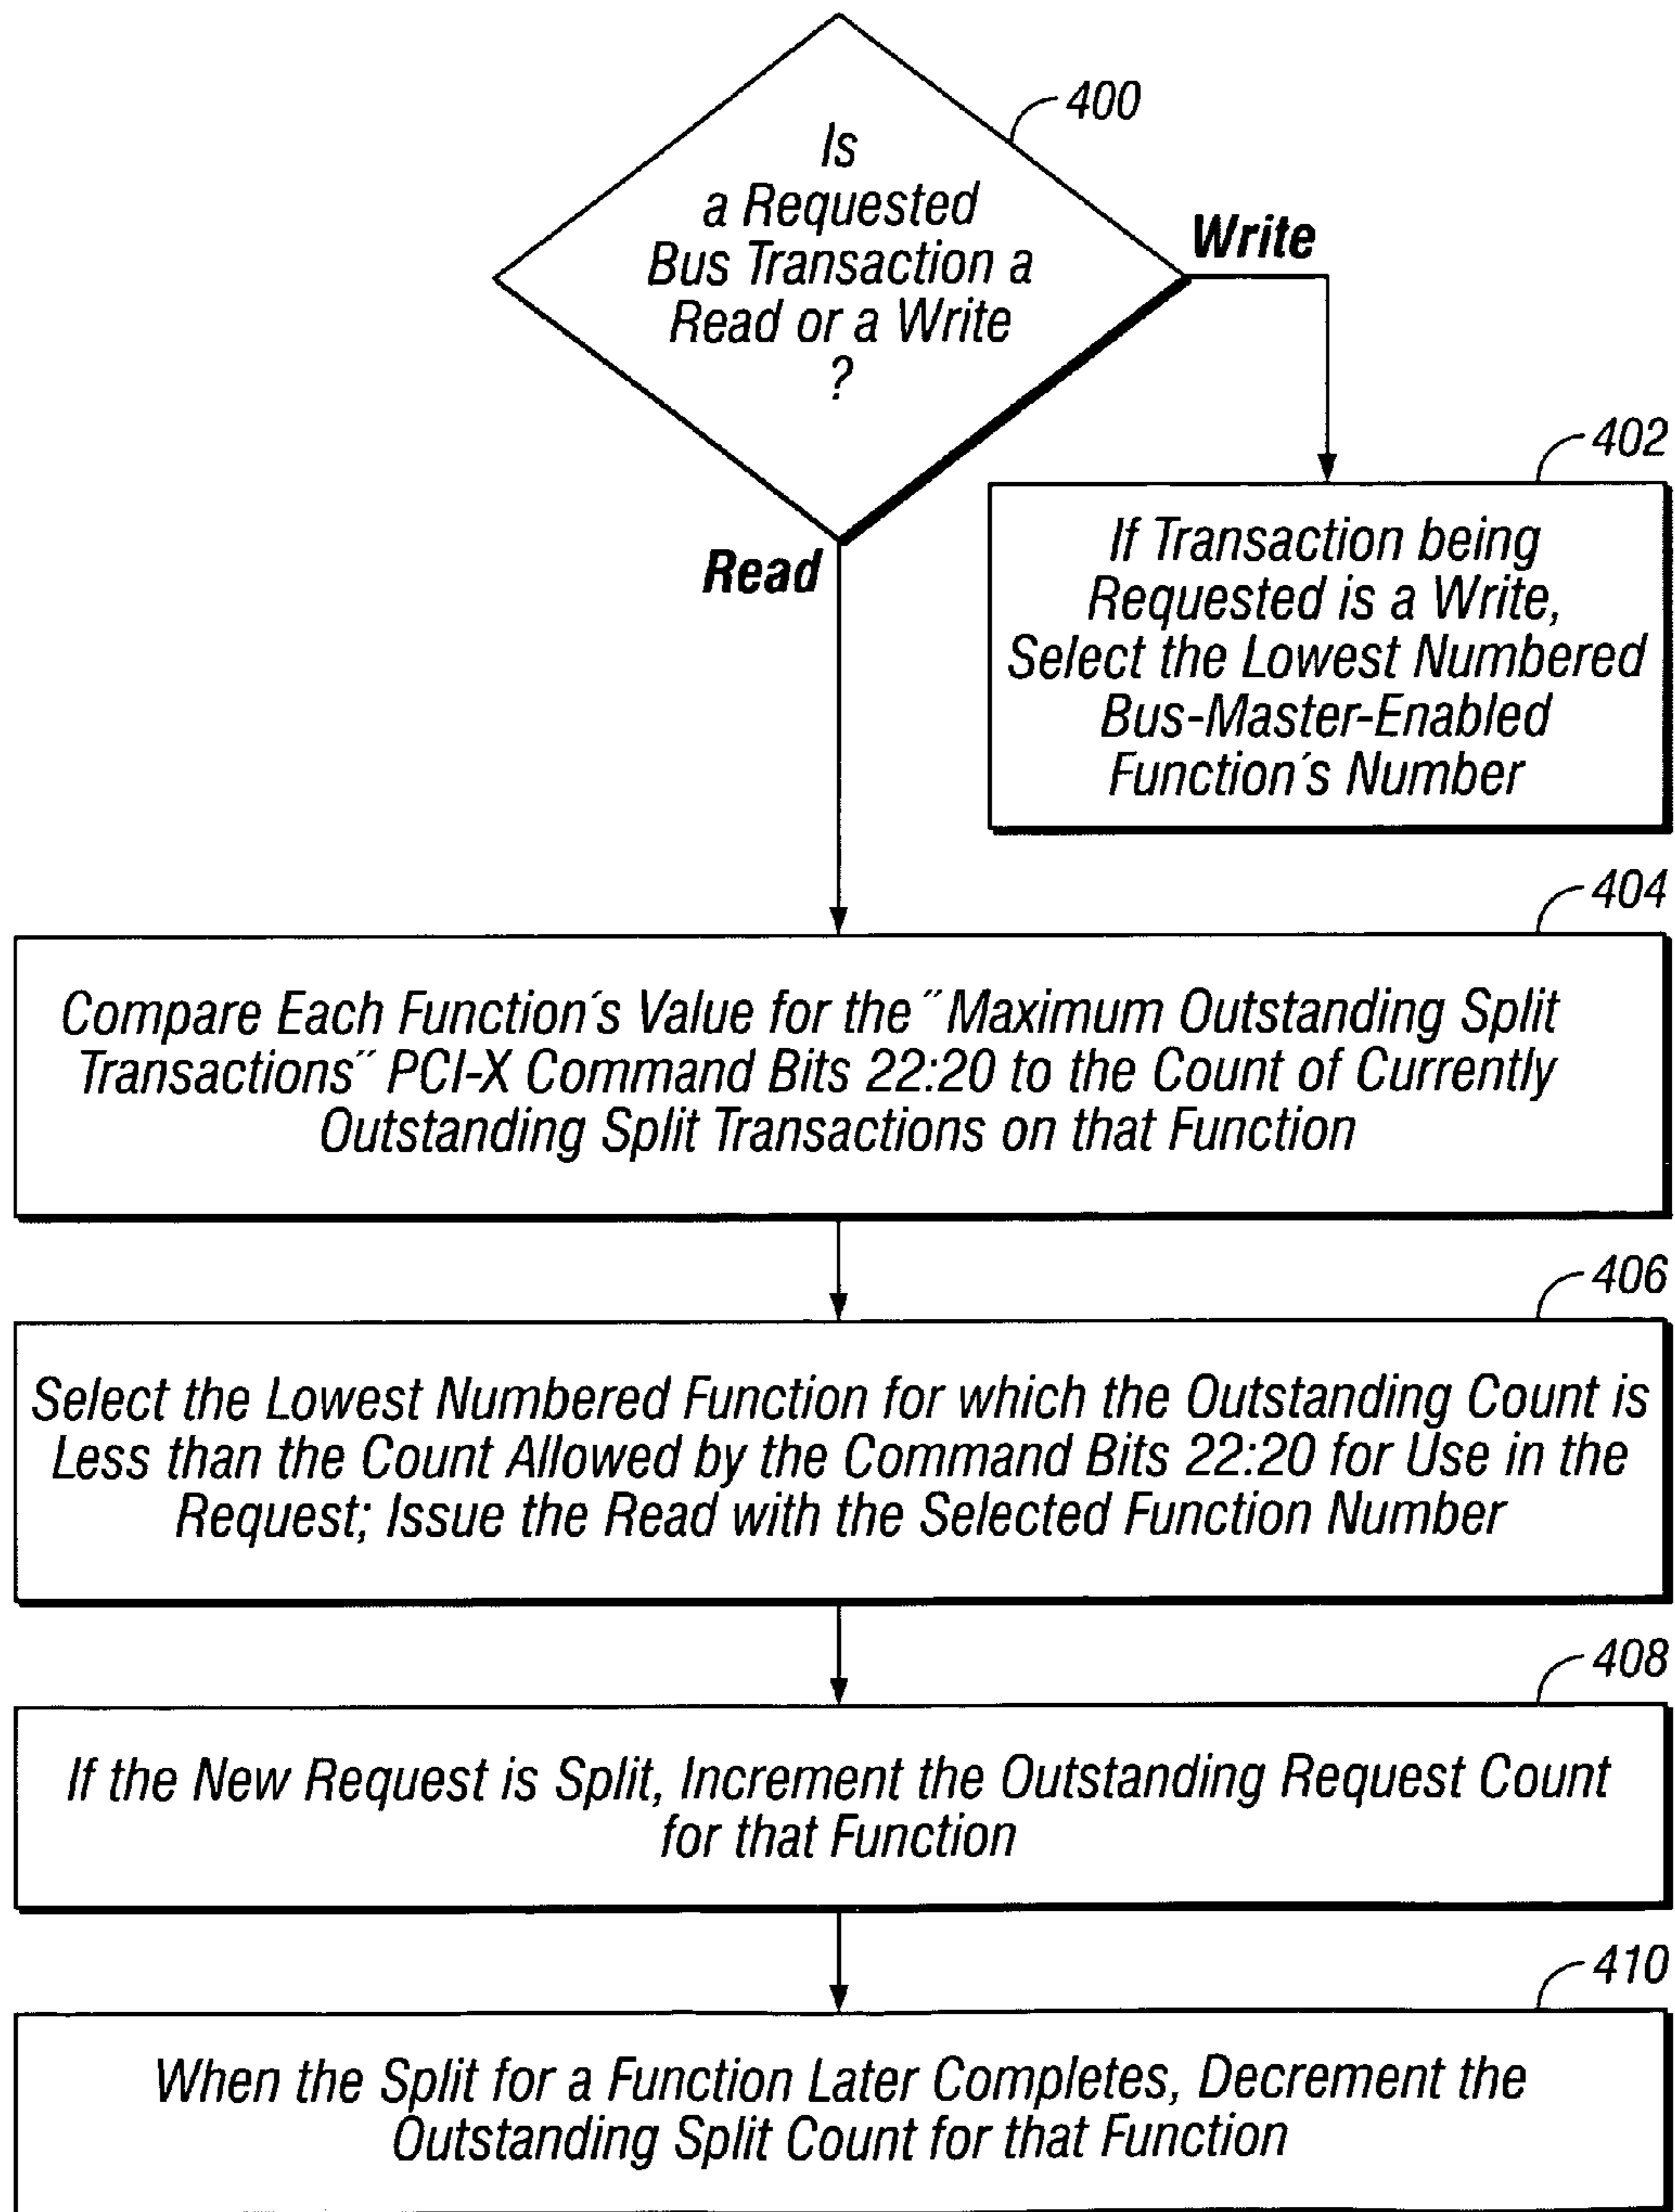 400
Is
a Requested
Bus Transaction a
Read or a Write
?
Write
Read
402
If Transaction being
Requested is a Write,
Select the Lowest Numbered
Bus-Master-Enabled
Function's Number
404
Compare Each Function's Value for the "Maximum Outstanding Split
Transactions" PCI-X Command Bits 22:20 to the Count of Currently
Outstanding Split Transactions on that Function
406
Select the Lowest Numbered Function for which the Outstanding Count is
Less than the Count Allowed by the Command Bits 22:20 for Use in the
Request; Issue the Read with the Selected Function Number
408
If the New Request is Split, Increment the Outstanding Request Count
for that Function
410
When the Split for a Function Later Completes, Decrement the
Outstanding Split Count for that Function